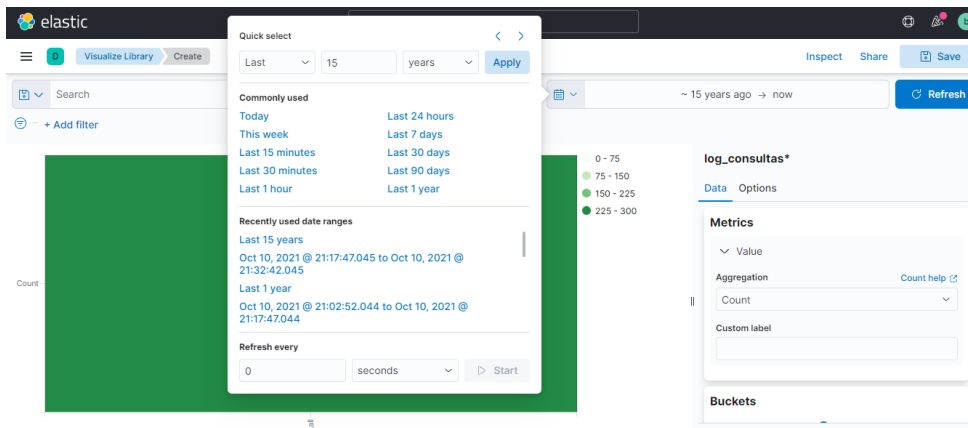 elastic
D
Visualize Library
Create
Inspect
Share
Save
Search
~ 15 years ago → now
Refresh
+ Add filter
Quick select
Last
15
years
Apply
Commonly used
Today
Last 24 hours
This week
Last 7 days
Last 15 minutes
Last 30 days
Last 30 minutes
Last 90 days
Last 1 hour
Last 1 year
Recently used date ranges
Last 15 years
Oct 10, 2021 @ 21:17:47.045 to Oct 10, 2021 @
21:32:42.045
Last 1 year
Oct 10, 2021 @ 21:02:52.044 to Oct 10, 2021 @
21:17:47.044
Refresh every
0
seconds
Start
Count
0 - 75
75 - 150
150 - 225
225 - 300
log_consultas*
Data
Options
Metrics
Value
Aggregation
Count help
Count
Custom label
Buckets